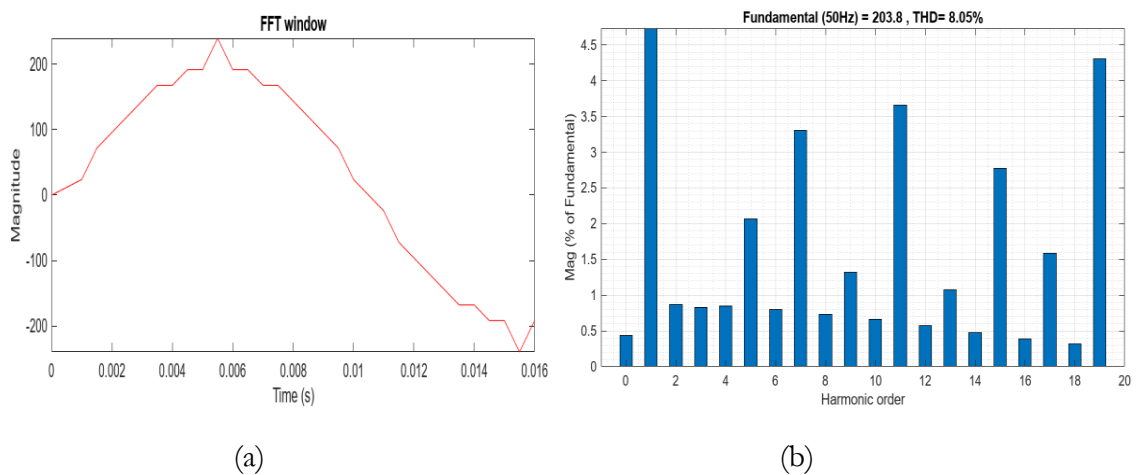 FFT window
Magnitude
200
100
0
-100
-200
0 0.002 0.004 0.006 0.008 0.01 0.012 0.014 0.016
Time (s)
(a)
Fundamental (50Hz) = 203.8 , THD= 8.05%
Mag (% of Fundamental)
4.5
4
3.5
3
2.5
2
1.5
1
0.5
0
0 2 4 6 8 10 12 14 16 18 20
Harmonic order
(b)